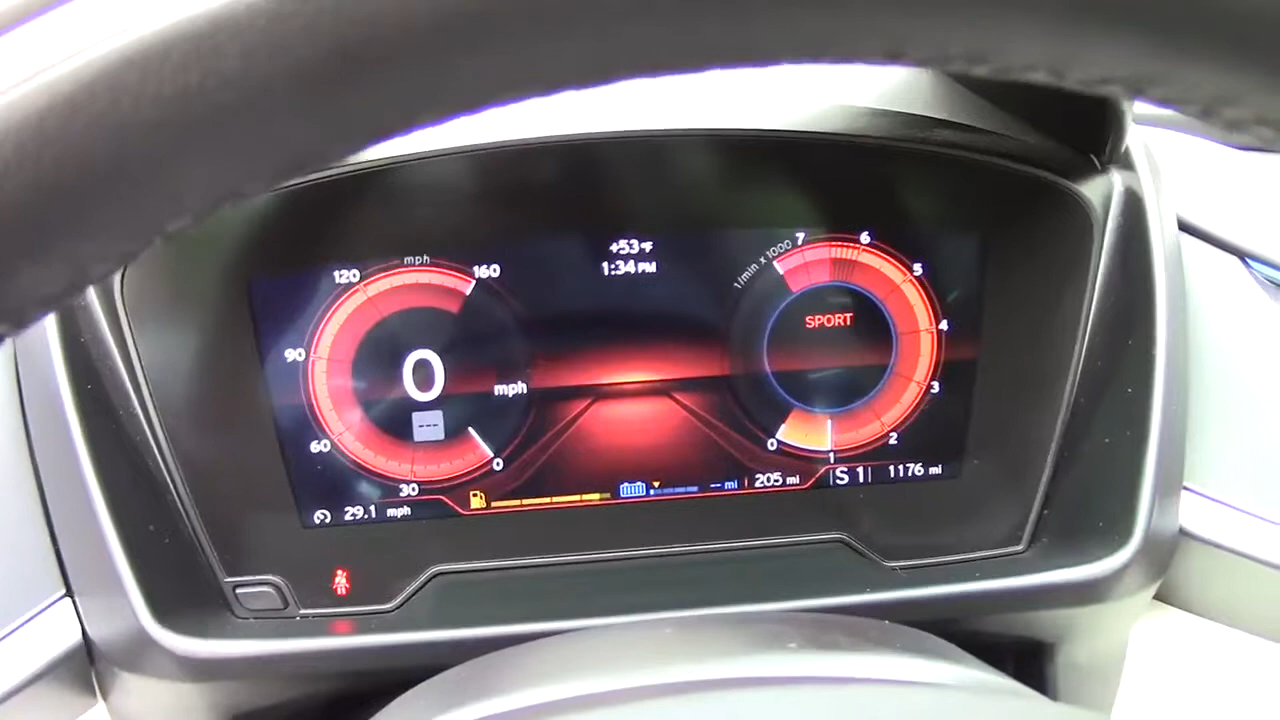 +53°F
1:34 PM
mph
120
160
90
60
30
0
0
mph
---
1/min x 1000
7
6
5
4
3
2
1
0
SPORT
29.1 mph
-- mi
205 mi
S 1
1176 mi